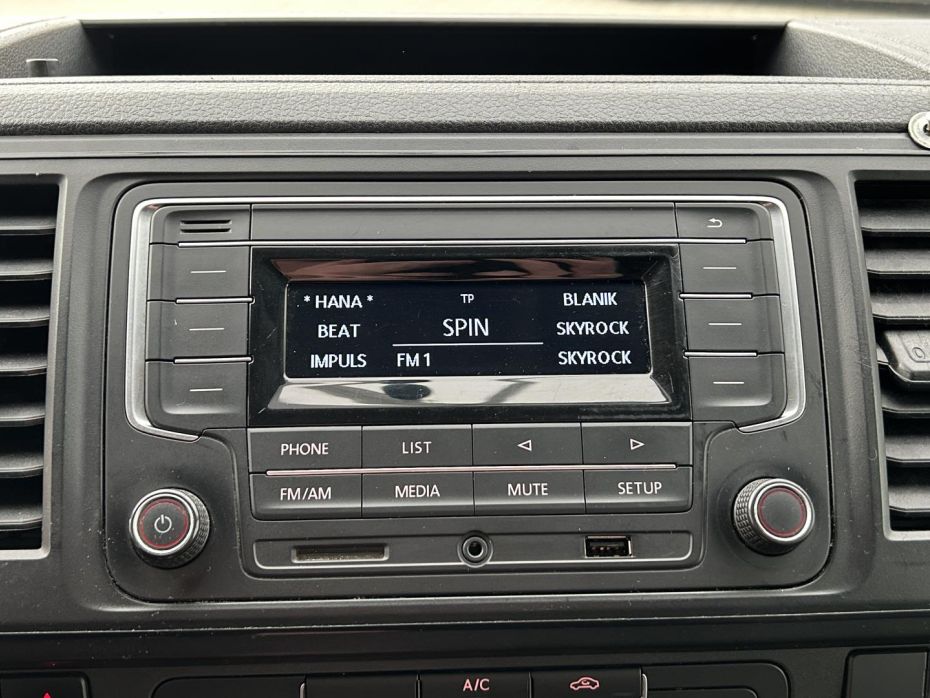 * HANA *
TP
BLANIK
BEAT
SPIN
SKYROCK
IMPULS
FM 1
SKYROCK
PHONE
LIST
FM/AM
MEDIA
MUTE
SETUP
A/C